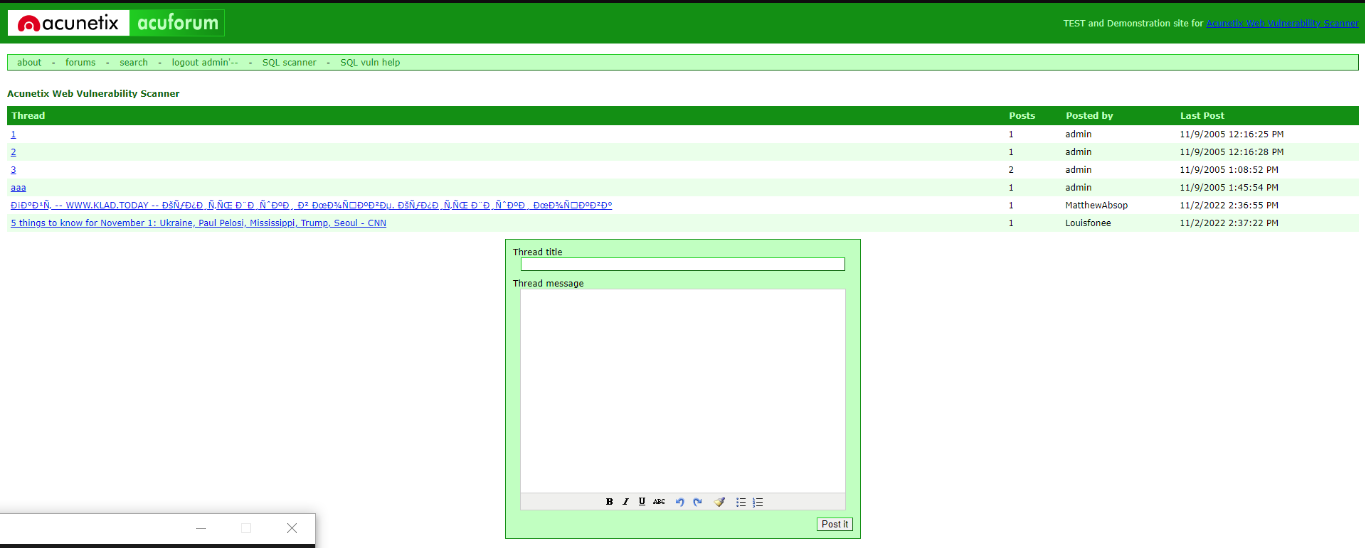 acunetix acuforum
TEST and Demonstration site for Acunetix Web Vulnerability Scanner
about - forums - search - logout admin'-- - SQL scanner - SQL vuln help
Acunetix Web Vulnerability Scanner
Thread Posts Posted by Last Post
1 1 admin 11/9/2005 12:16:25 PM
2 1 admin 11/9/2005 12:16:28 PM
3 2 admin 11/9/2005 1:08:52 PM
aaa 1 admin 11/9/2005 1:45:54 PM
-- WWW.KLAD.TODAY -- 1 MatthewAbsop 11/2/2022 2:36:55 PM
5 things to know for November 1: Ukraine, Paul Pelosi, Mississippi, Trump, Seoul - CNN 1 Louisfonee 11/2/2022 2:37:22 PM
Thread title
Thread message
B I U ABC
Post it